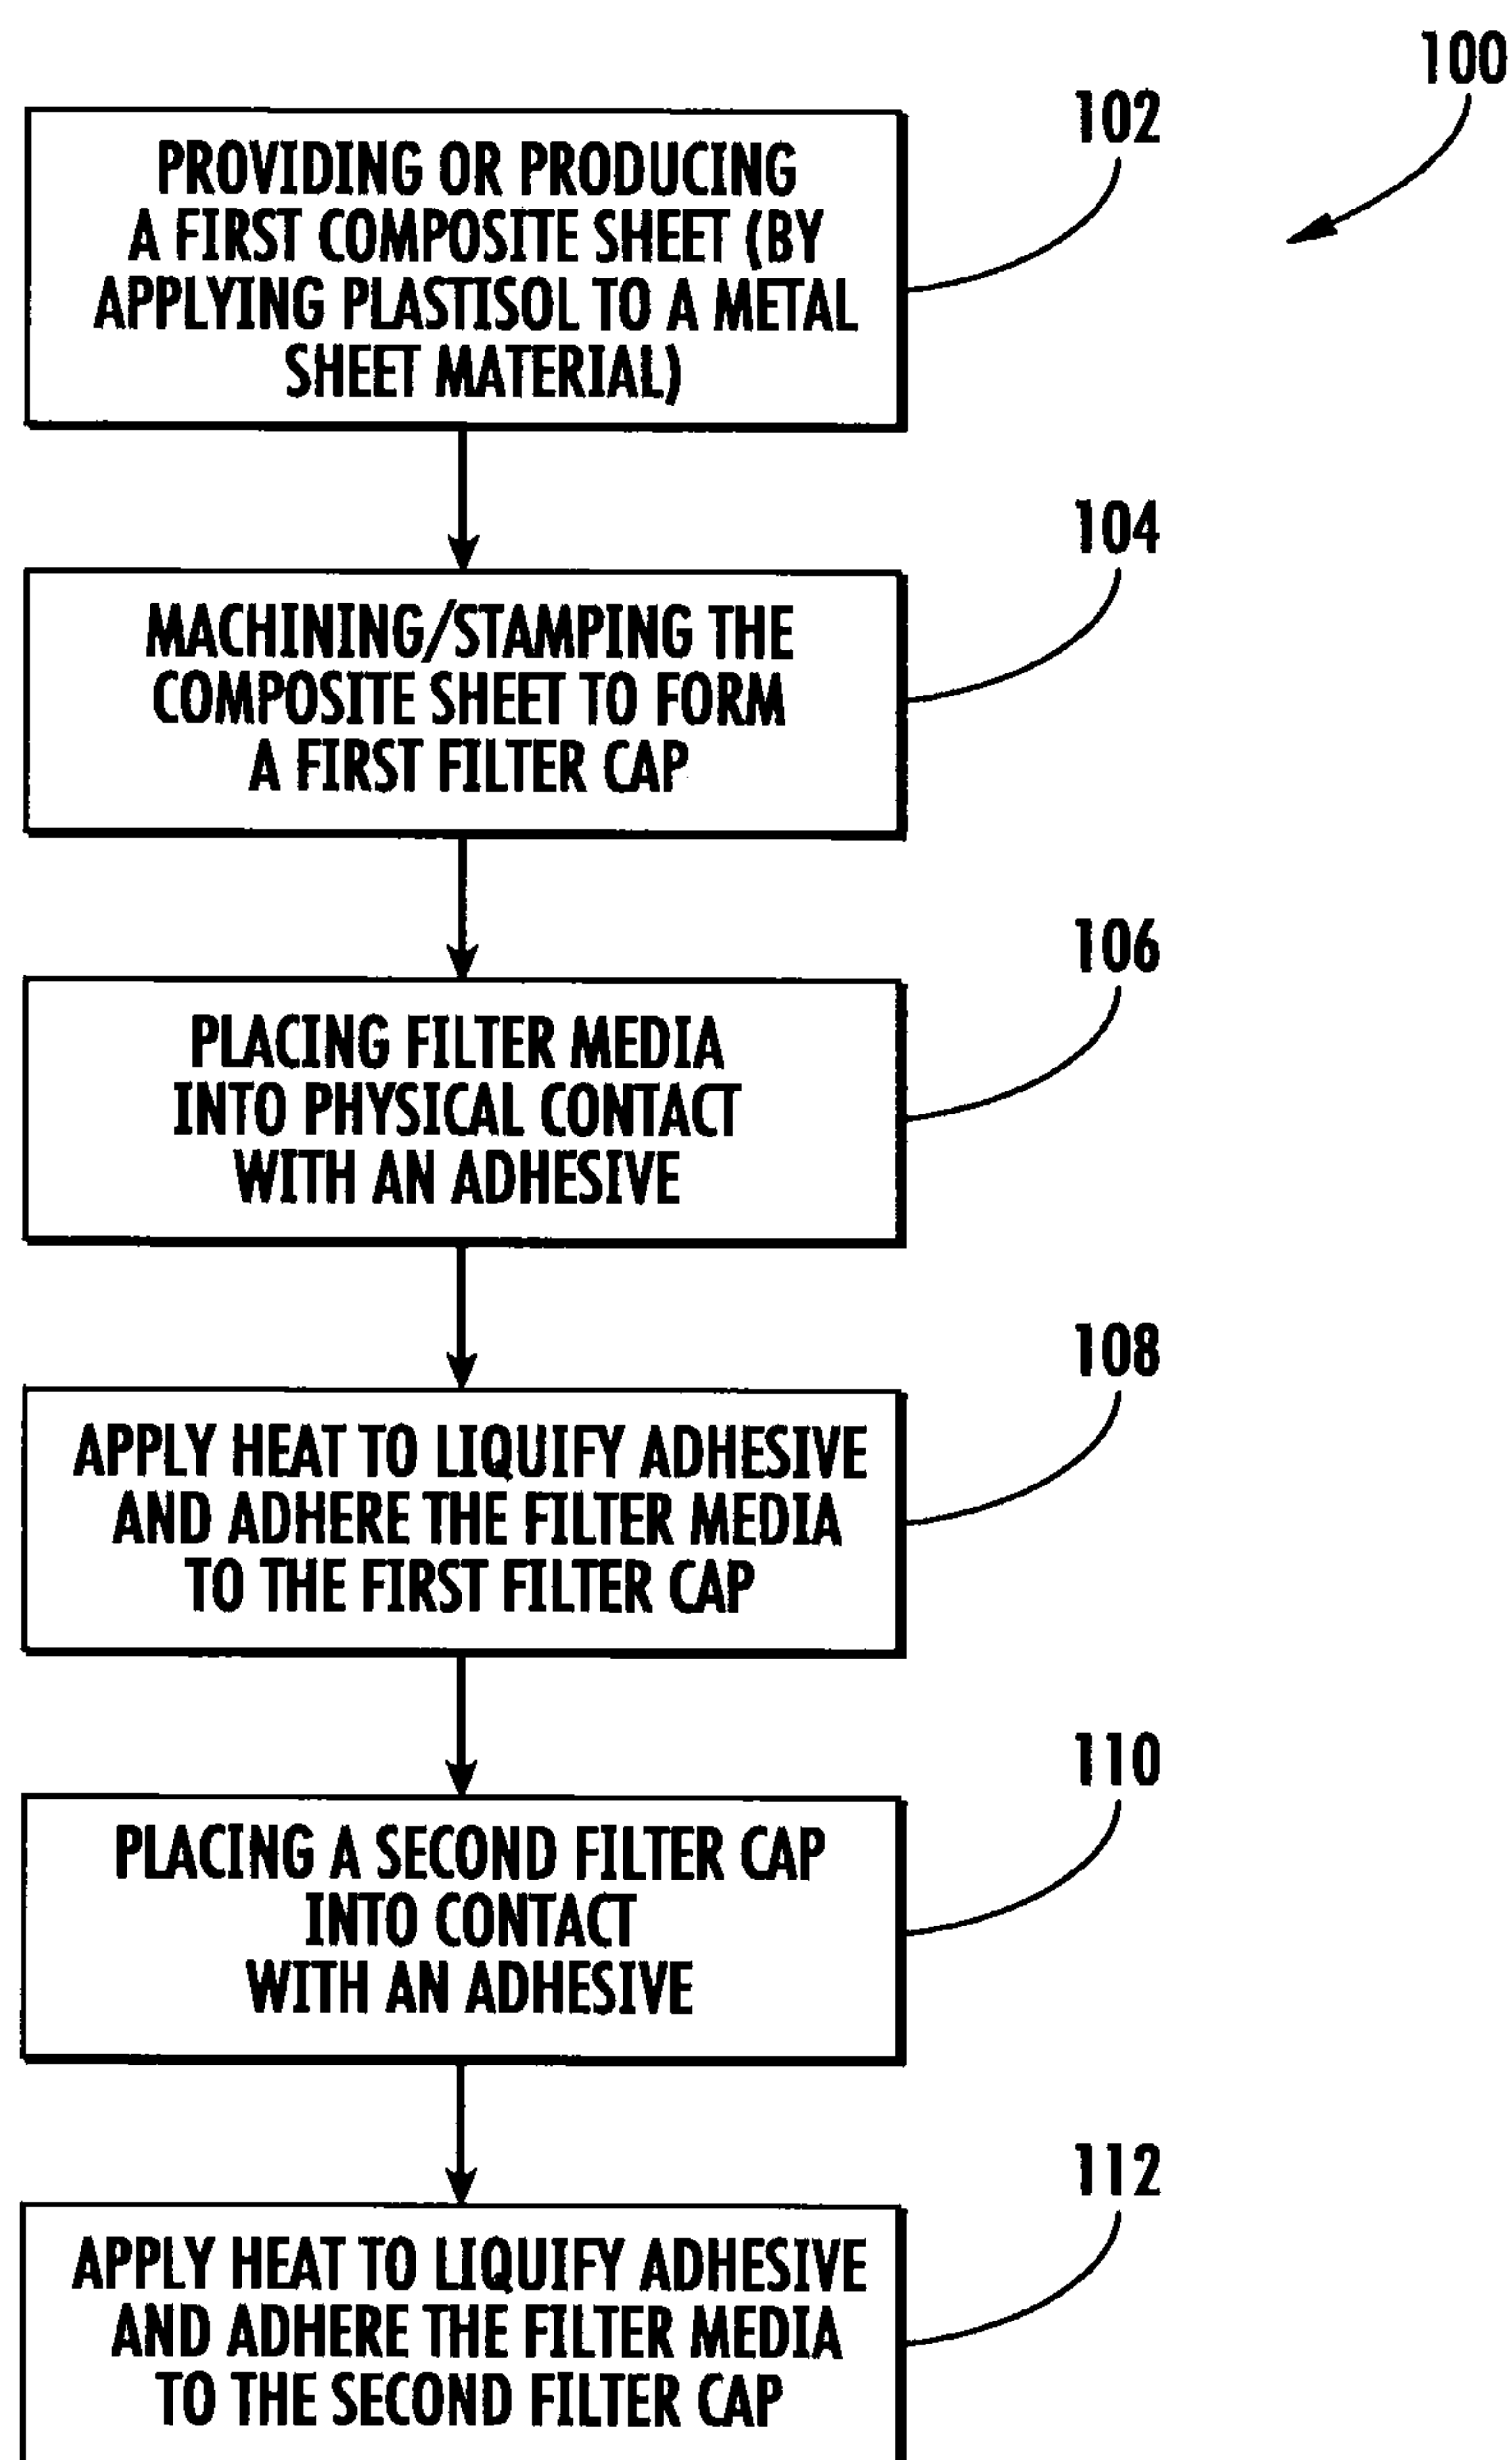 100
102
PROVIDING OR PRODUCING
A FIRST COMPOSITE SHEET (BY
APPLYING PLASTISOL TO A METAL
SHEET MATERIAL)
104
MACHINING/STAMPING THE
COMPOSITE SHEET TO FORM
A FIRST FILTER CAP
106
PLACING FILTER MEDIA
INTO PHYSICAL CONTACT
WITH AN ADHESIVE
108
APPLY HEAT TO LIQUIFY ADHESIVE
AND ADHERE THE FILTER MEDIA
TO THE FIRST FILTER CAP
110
PLACING A SECOND FILTER CAP
INTO CONTACT
WITH AN ADHESIVE
112
APPLY HEAT TO LIQUIFY ADHESIVE
AND ADHERE THE FILTER MEDIA
TO THE SECOND FILTER CAP